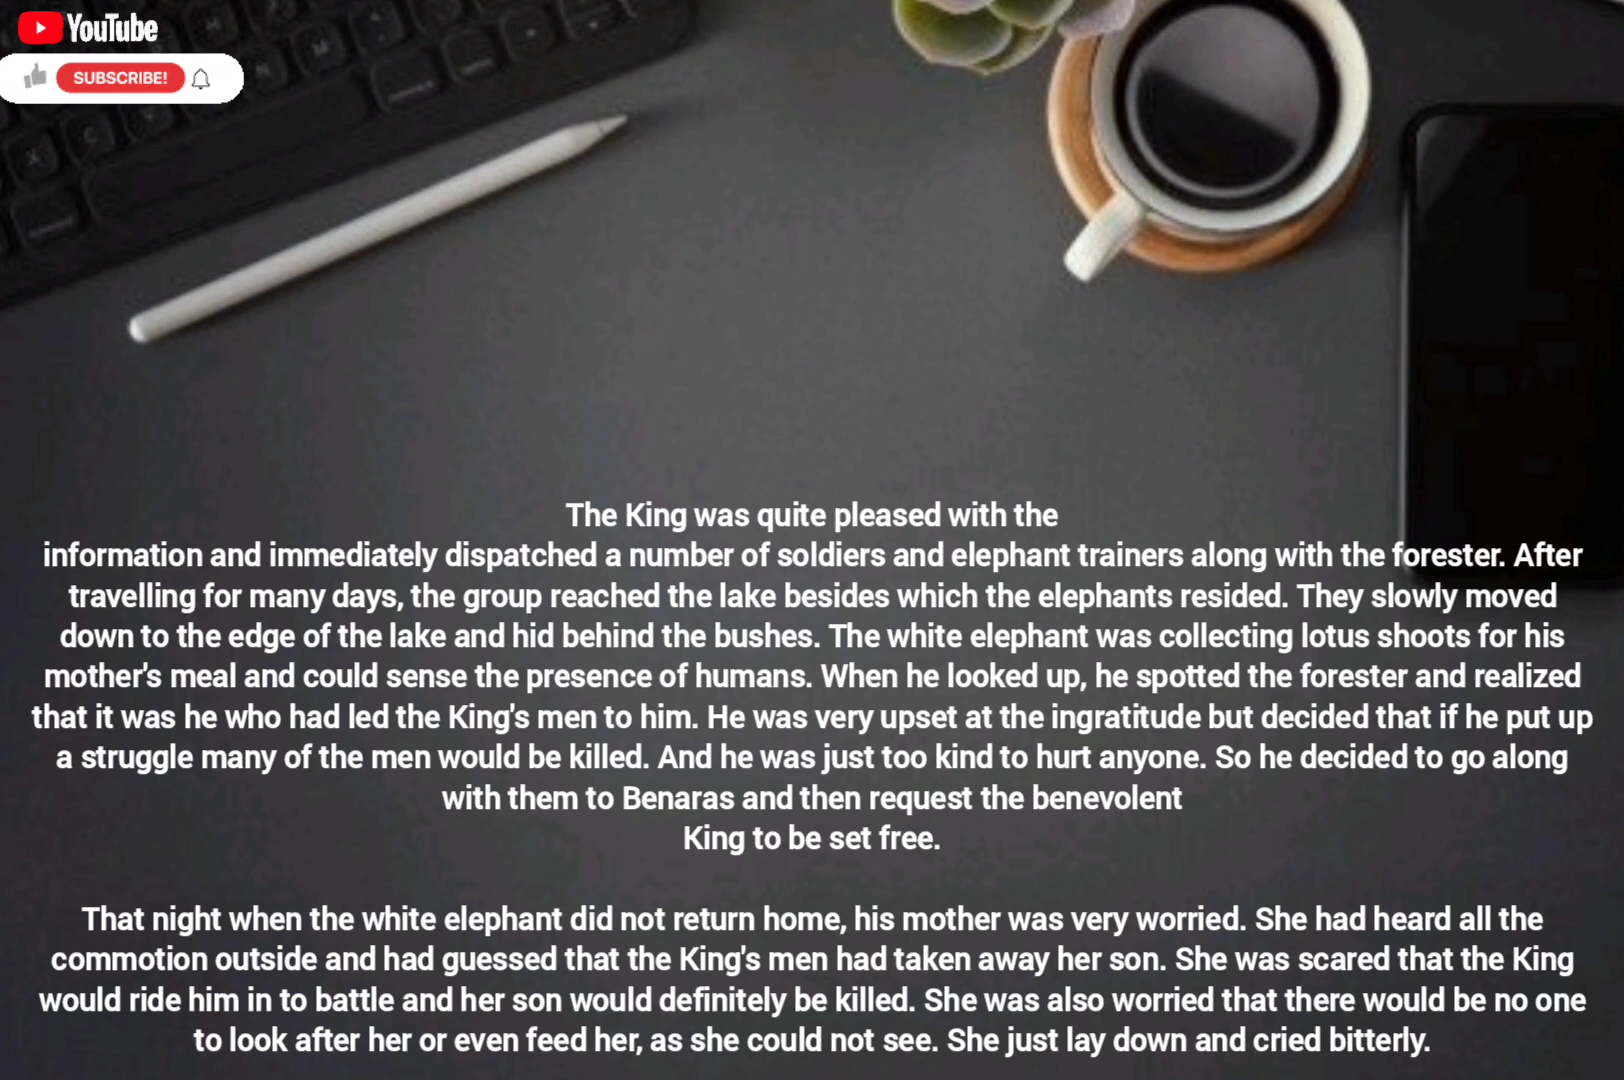 YouTube
SUBSCRIBE!
The King was quite pleased with the
information and immediately dispatched a number of soldiers and elephant trainers along with the forester. After
travelling for many days, the group reached the lake besides which the elephants resided. They slowly moved
down to the edge of the lake and hid behind the bushes. The white elephant was collecting lotus shoots for his
mother's meal and could sense the presence of humans. When he looked up, he spotted the forester and realized
that it was he who had led the King's men to him. He was very upset at the ingratitude but decided that if he put up
a struggle many of the men would be killed. And he was just too kind to hurt anyone. So he decided to go along
with them to Benaras and then request the benevolent
King to be set free.
That night when the white elephant did not return home, his mother was very worried. She had heard all the
commotion outside and had guessed that the King's men had taken away her son. She was scared that the King
would ride him in to battle and her son would definitely be killed. She was also worried that there would be no one
to look after her or even feed her, as she could not see. She just lay down and cried bitterly.